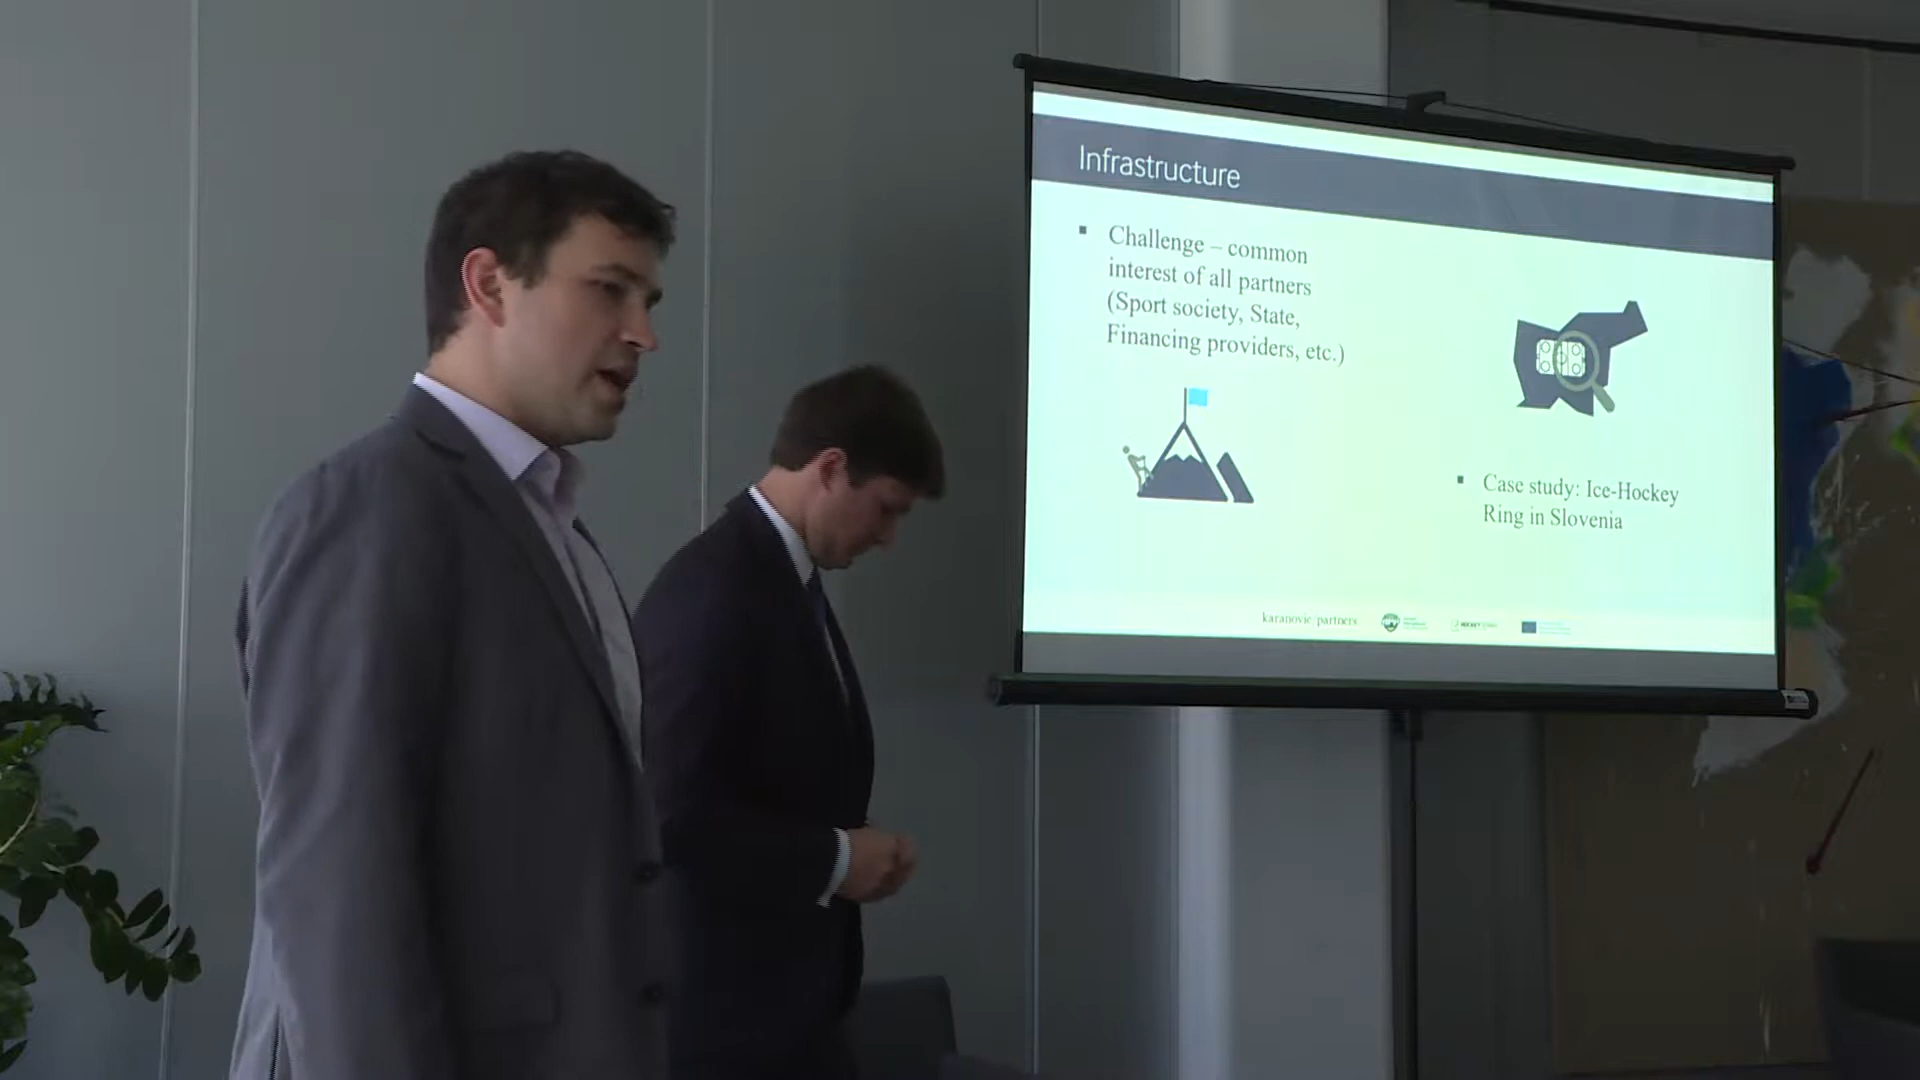 Infrastructure
▪ Challenge – common
interest of all partners
(Sport society, State,
Financing providers, etc.)
▪ Case study: Ice-Hockey
Ring in Slovenia
karanovic partners
HOCKEY